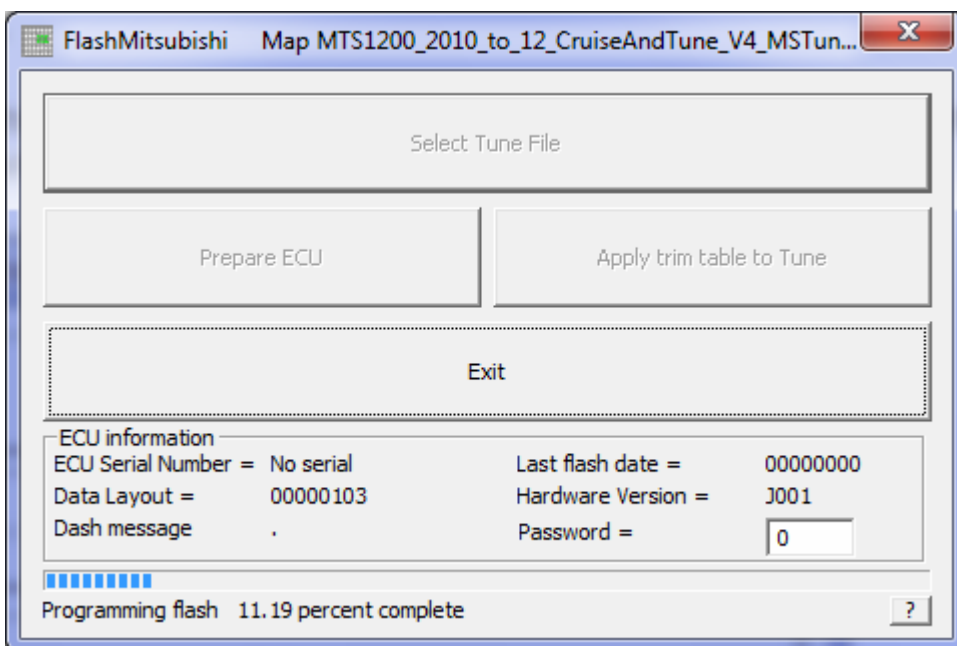 FlashMitsubishi Map MTS1200_2010_to_12_CruiseAndTune_V4_MSTun...
Select Tune File
Prepare ECU Apply trim table to Tune
Exit
ECU information
ECU Serial Number = No serial Last flash date = 00000000
Data Layout = 00000103 Hardware Version = J001
Dash message . Password = 0
Programming flash 11.19 percent complete ?